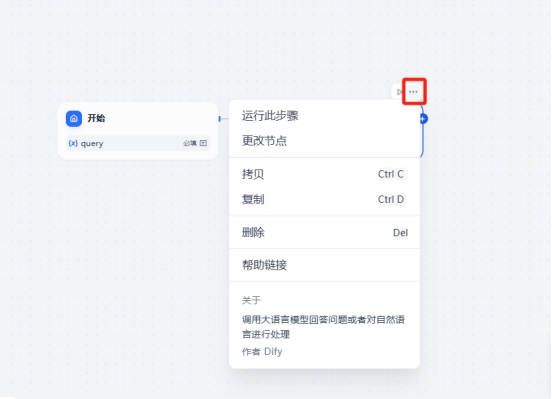 开始
{x} query 必填
运行此步骤
更改节点
拷贝 Ctrl C
复制 Ctrl D
删除 Del
帮助链接
关于
调用大语言模型回答问题或者对自然语
言进行处理
作者 Dify